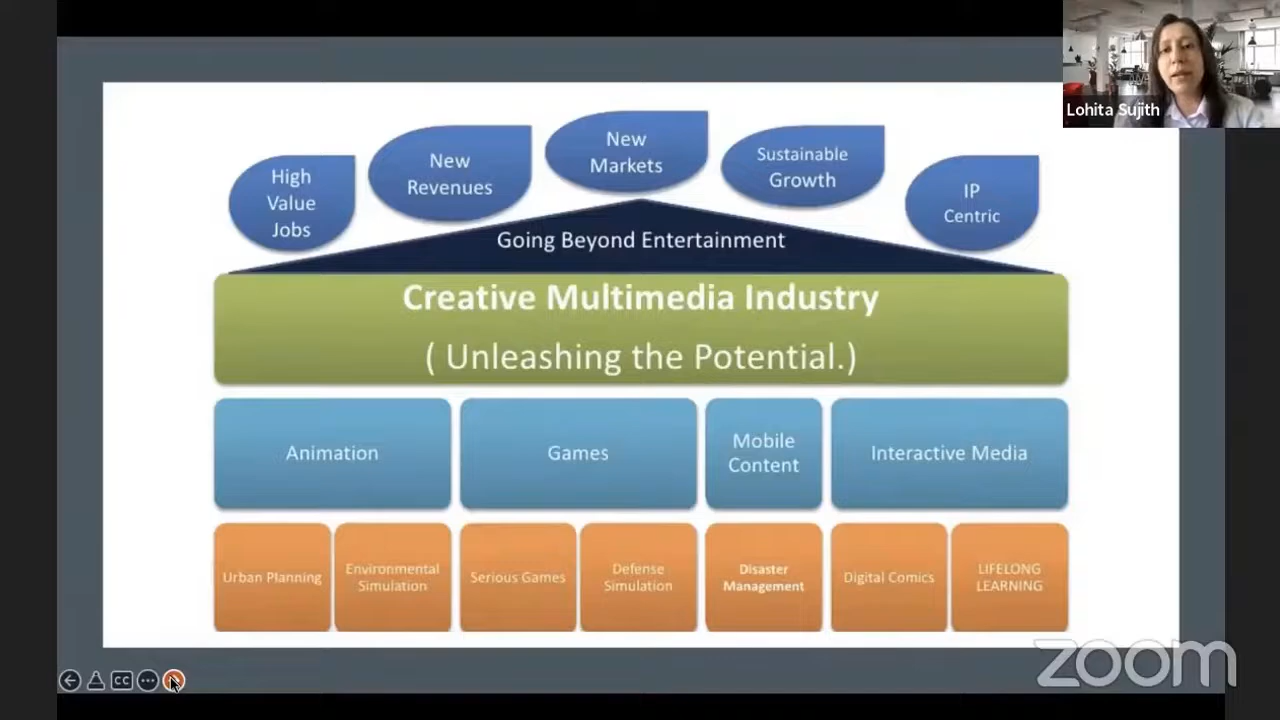 Lohita Sujith
High
Value
Jobs
New
Revenues
New
Markets
Sustainable
Growth
IP
Centric
Going Beyond Entertainment
Creative Multimedia Industry
( Unleashing the Potential.)
Animation
Games
Mobile
Content
Interactive Media
Urban Planning
Environmental
Simulation
Serious Games
Defense
Simulation
Disaster
Management
Digital Comics
LIFELONG
LEARNING
CC
zoom